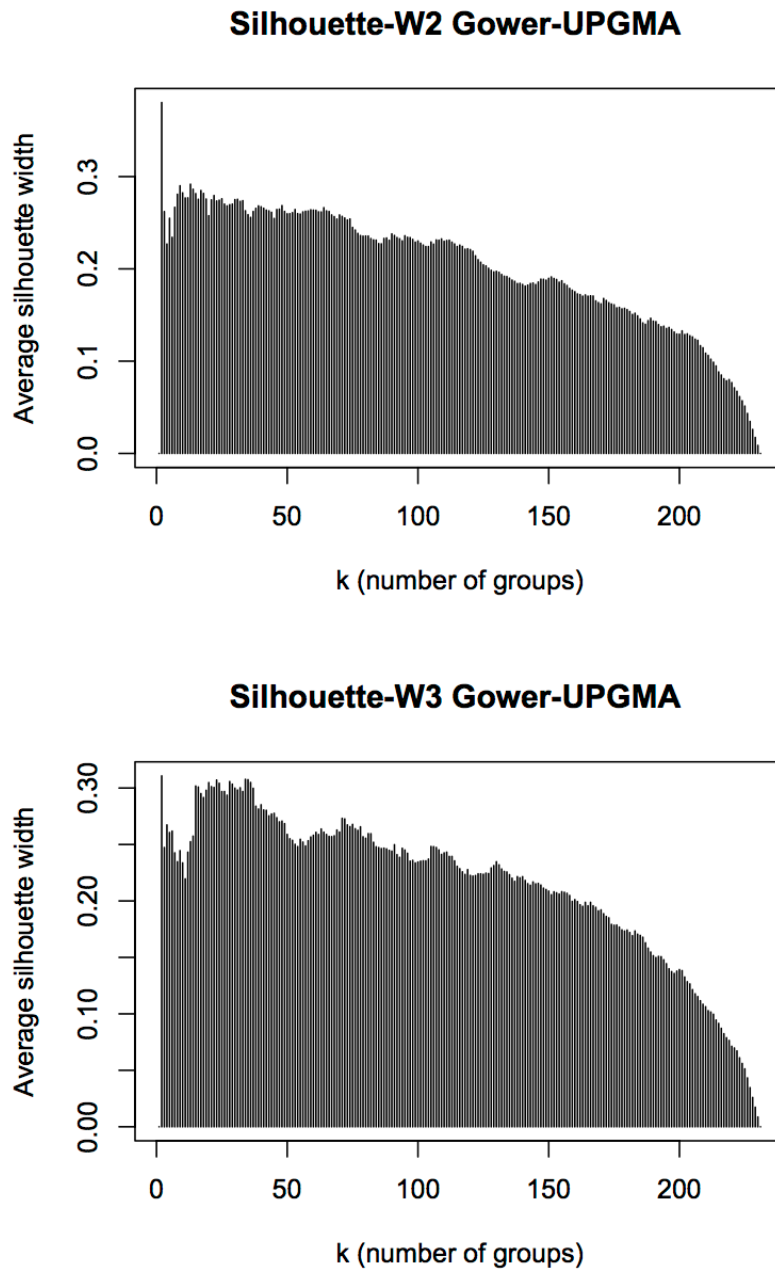 Silhouette-W2 Gower-UPGMA
Average silhouette width
0.3
0.2
0.1
0.0
0 50 100 150 200
k (number of groups)
Silhouette-W3 Gower-UPGMA
Average silhouette width
0.30
0.20
0.10
0.00
0 50 100 150 200
k (number of groups)